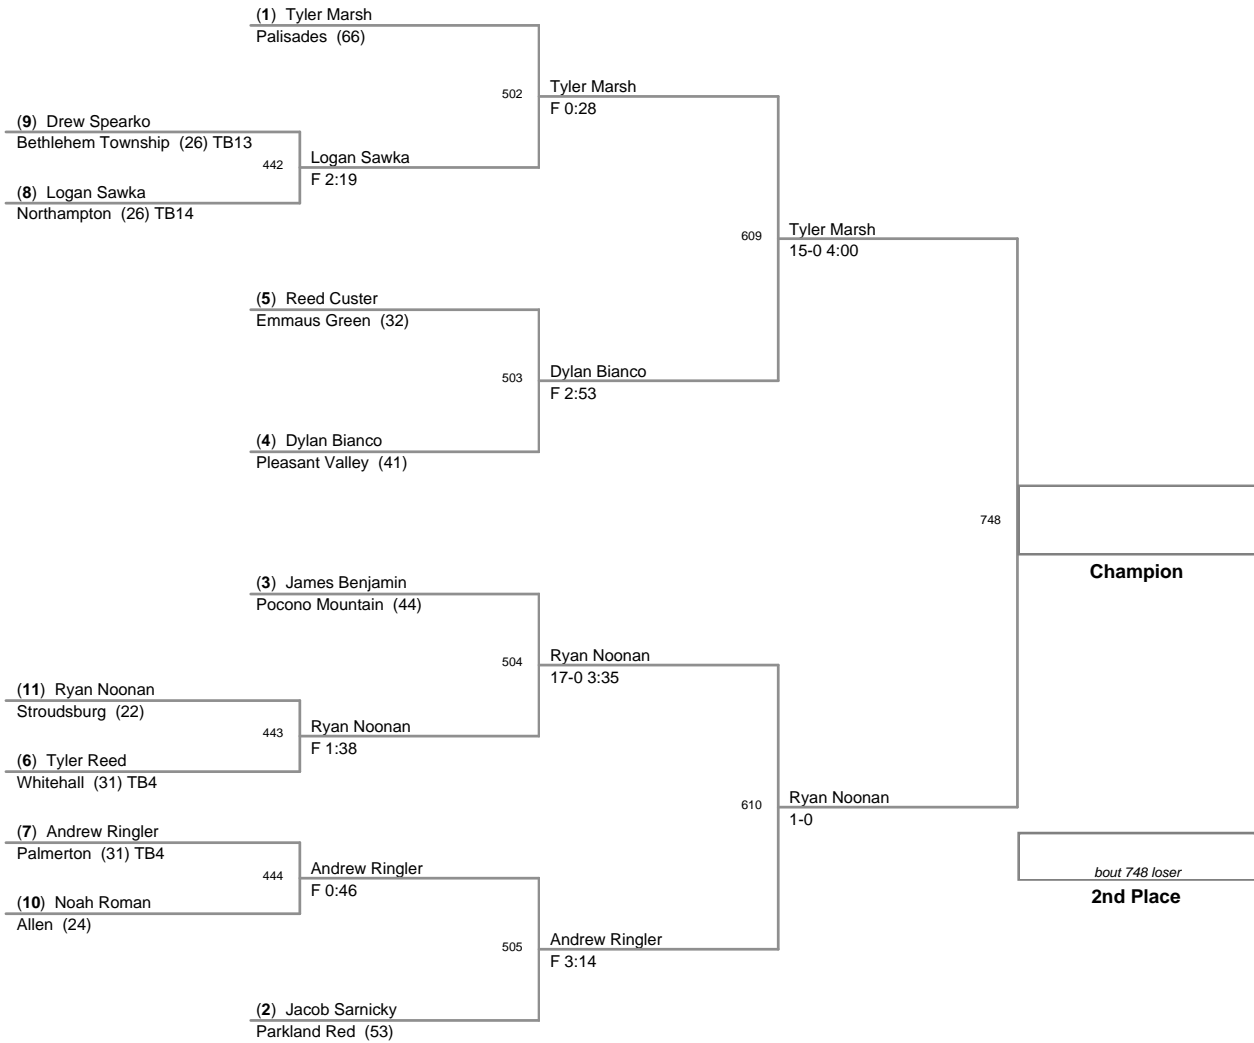 (1) Tyler Marsh
Palisades (66)
502
Tyler Marsh
F 0:28
(9) Drew Spearko
Bethlehem Township (26) TB13
442
Logan Sawka
F 2:19
(8) Logan Sawka
Northampton (26) TB14
609
Tyler Marsh
15-0 4:00
(5) Reed Custer
Emmaus Green (32)
503
Dylan Bianco
F 2:53
(4) Dylan Bianco
Pleasant Valley (41)
748
Champion
(3) James Benjamin
Pocono Mountain (44)
504
Ryan Noonan
17-0 3:35
(11) Ryan Noonan
Stroudsburg (22)
443
Ryan Noonan
F 1:38
(6) Tyler Reed
Whitehall (31) TB4
610
Ryan Noonan
1-0
(7) Andrew Ringler
Palmerton (31) TB4
444
Andrew Ringler
F 0:46
(10) Noah Roman
Allen (24)
bout 748 loser
2nd Place
505
Andrew Ringler
F 3:14
(2) Jacob Sarnicky
Parkland Red (53)